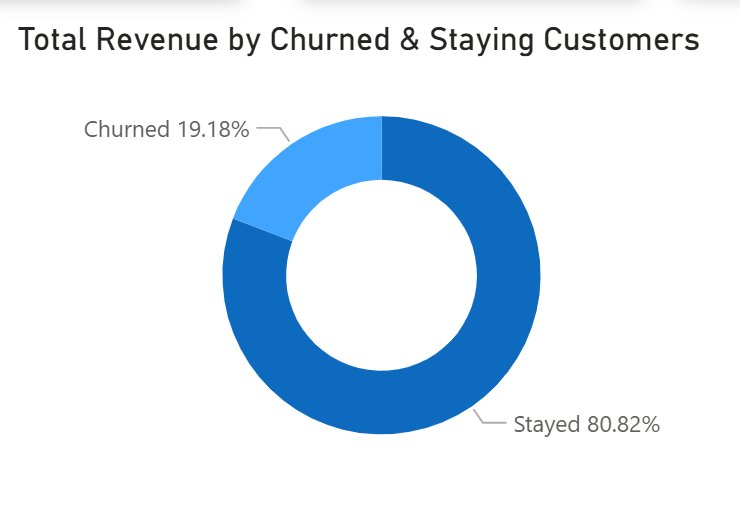 Total Revenue by Churned & Staying Customers
Churned 19.18%
Stayed 80.82%